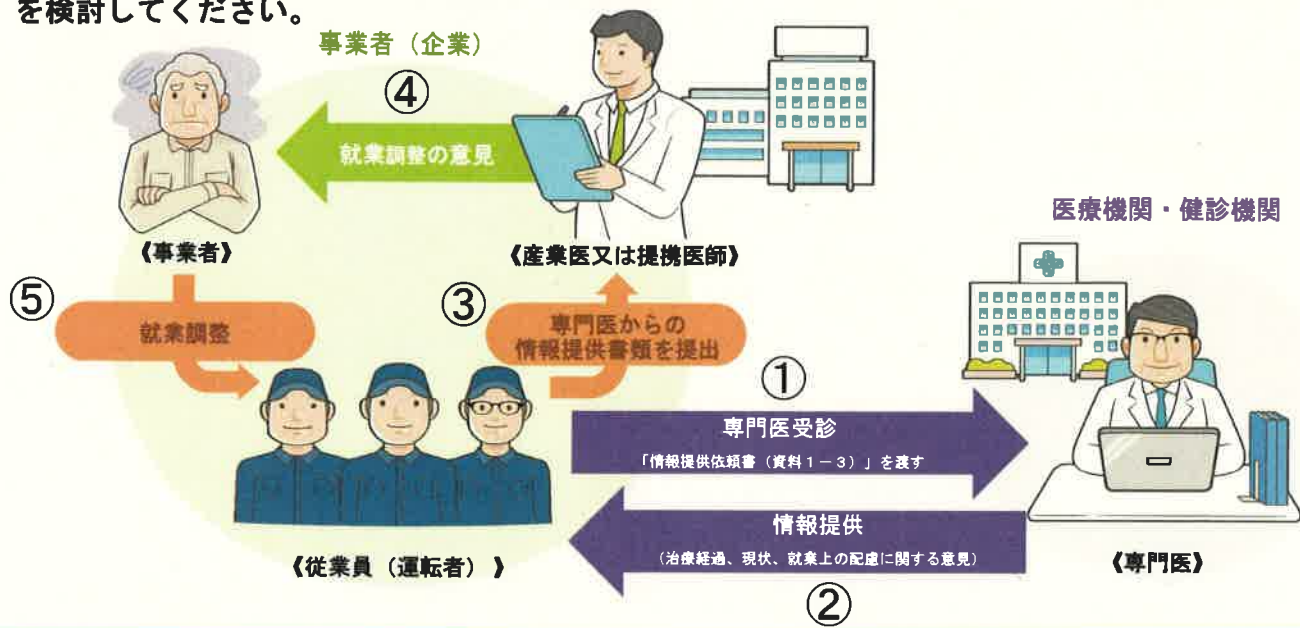 を検討してください。
事業者（企業）
④
就業調整の意見
医療機関・健診機関
《事業者》
《産業医又は提携医師》
⑤
就業調整
③
専門医からの
情報提供書類を提出
①
専門医受診
「情報提供依頼書（資料１－３）」を渡す
情報提供
（治療経過、現状、就業上の配慮に関する意見）
《従業員（運転者）》
《専門医》
②